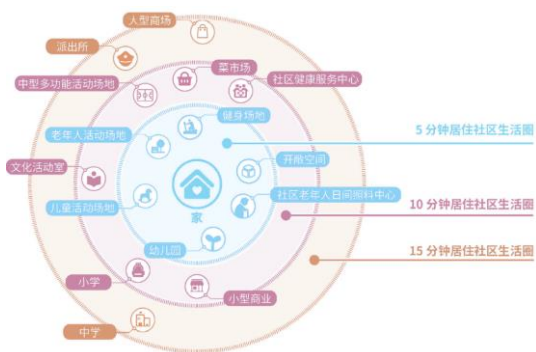 大型商场
派出所
菜市场
中型多功能活动场地
社区健康服务中心
健身场地
老年人活动场地
5 分钟居住社区生活圈
开敞空间
文化活动室
社区老年人日间照料中心
儿童活动场地
家
10 分钟居住社区生活圈
幼儿园
15 分钟居住社区生活圈
小学
小型商业
中学